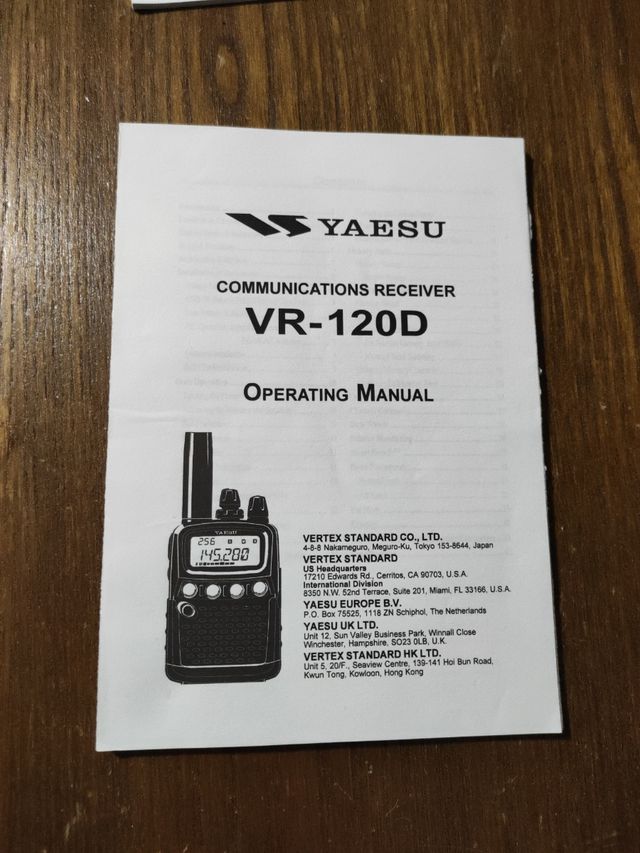 YAESU
COMMUNICATIONS RECEIVER
VR-120D
OPERATING MANUAL
YAESU
256
145.280
VERTEX STANDARD CO., LTD.
4-8-8 Nakameguro, Meguro-Ku, Tokyo 153-8644, Japan
VERTEX STANDARD
US Headquarters
17210 Edwards Rd., Cerritos, CA 90703, U.S.A.
International Division
8350 N.W. 52nd Terrace, Suite 201, Miami, FL 33166, U.S.A.
YAESU EUROPE B.V.
P.O. Box 75525, 1118 ZN Schiphol, The Netherlands
YAESU UK LTD.
Unit 12, Sun Valley Business Park, Winnall Close
Winchester, Hampshire, SO23 0LB, U.K.
VERTEX STANDARD HK LTD.
Unit 5, 20/F., Seaview Centre, 139-141 Hoi Bun Road,
Kwun Tong, Kowloon, Hong Kong